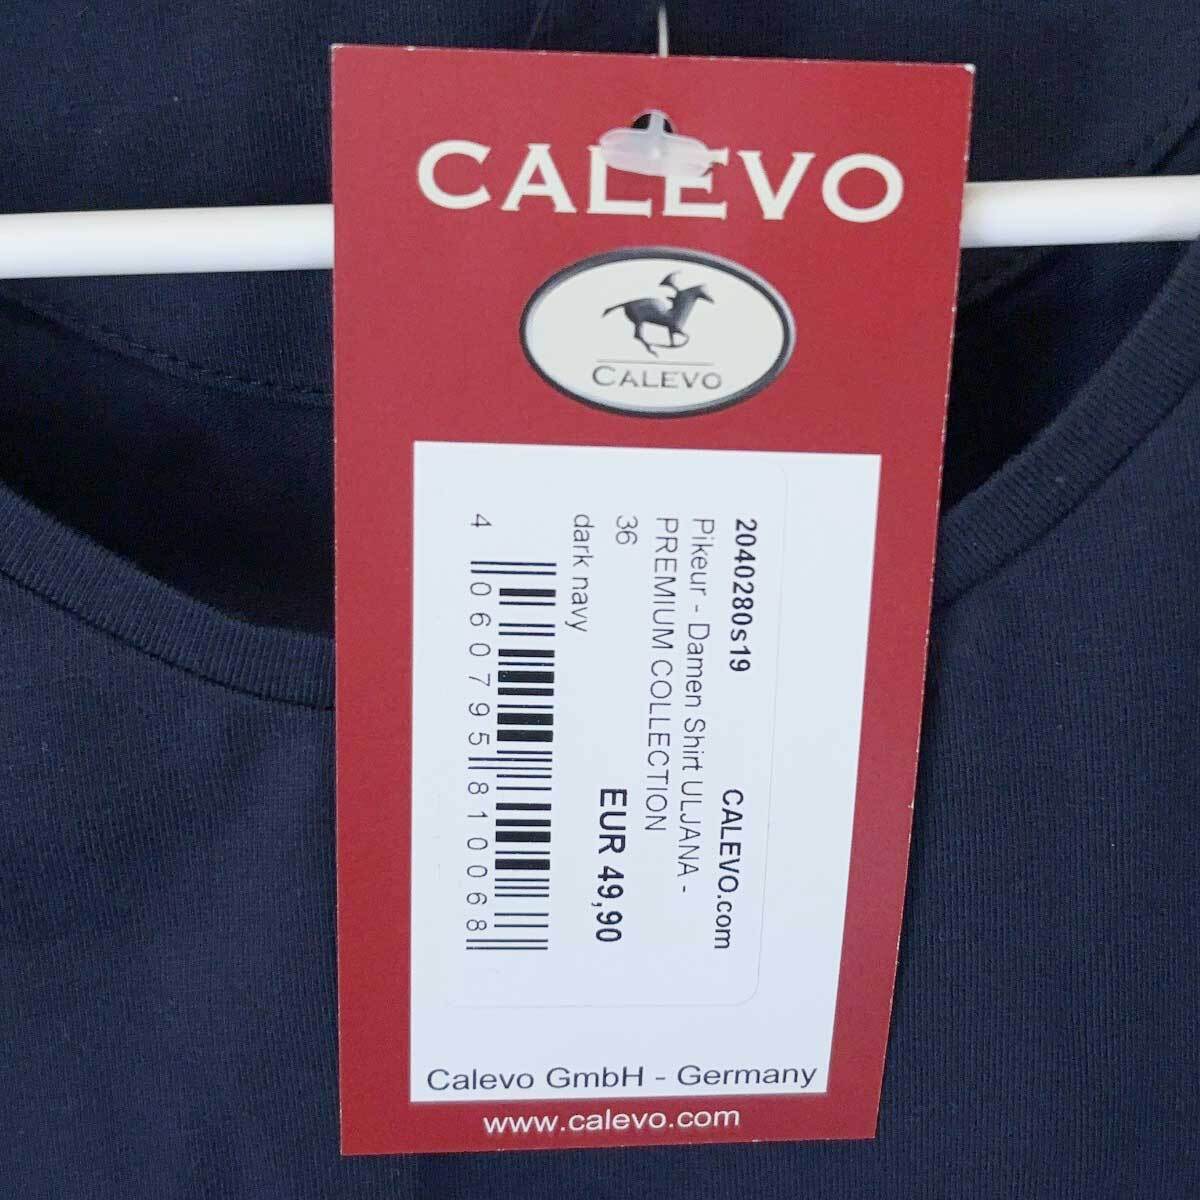 CALEVO
CALEVO
2040280s19 CALEVO.com
Pikeur - Damen Shirt ULJANA -
PREMIUM COLLECTION
36
EUR 49,90
dark navy
4 060795 810068
Calevo GmbH - Germany
www.calevo.com